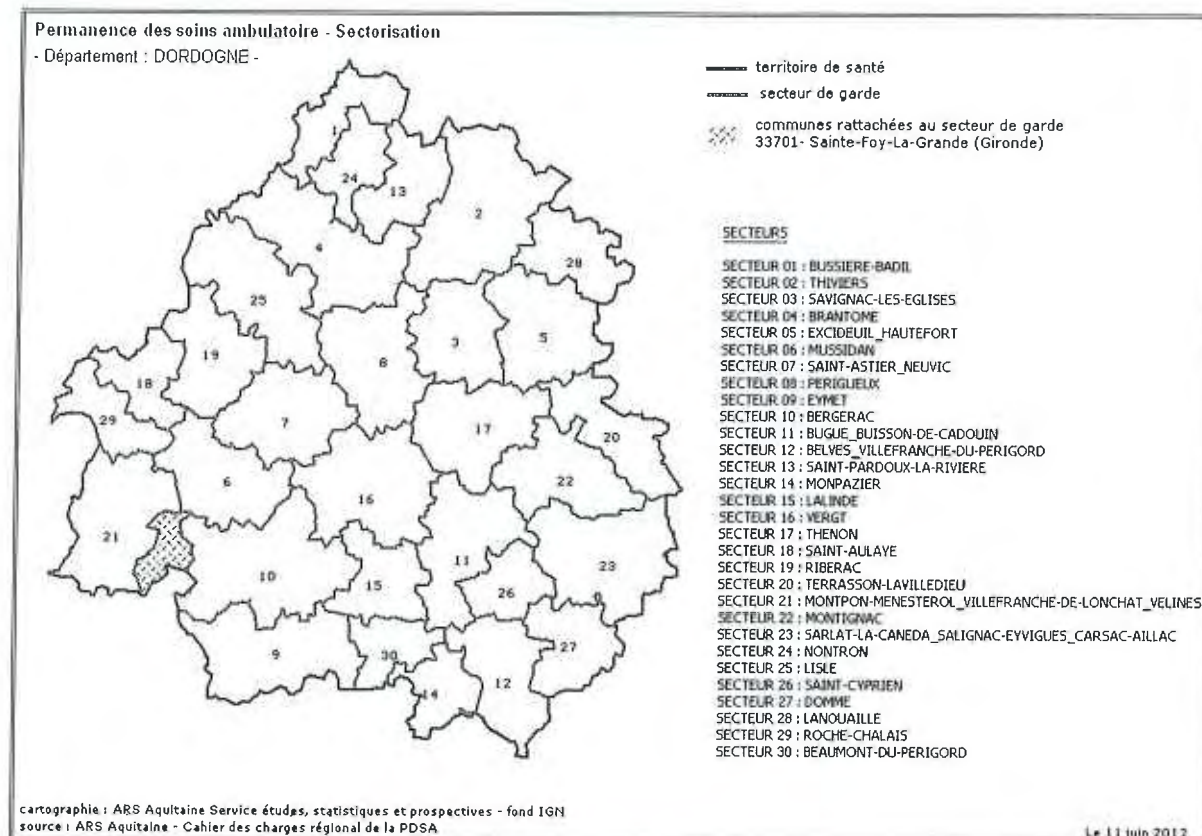 Permanence des soins ambulatoire - Sectorisation
- Département : DORDOGNE -
territoire de santé
secteur de garde
communes rattachées au secteur de garde
33701- Sainte-Foy-La-Grande (Gironde)
1
24
13
2
4
28
25
3
5
19
8
18
29
7
17
20
6
16
22
21
11
23
10
15
26
9
30
27
14
12
SECTEURS
SECTEUR 01 : BUSSIERE-BADIL
SECTEUR 02 : THIVIERS
SECTEUR 03 : SAVIGNAC-LES-EGLISES
SECTEUR 04 : BRANTOME
SECTEUR 05 : EXCIDEUIL_HAUTEFORT
SECTEUR 06 : MUSSIDAN
SECTEUR 07 : SAINT-ASTIER_NEUVIC
SECTEUR 08 : PERIGUEUX
SECTEUR 09 : EYMET
SECTEUR 10 : BERGERAC
SECTEUR 11 : BUGUE_BUISSON-DE-CADOUIN
SECTEUR 12 : BELVES_VILLEFRANCHE-DU-PERIGORD
SECTEUR 13 : SAINT-PARDOUX-LA-RIVIERE
SECTEUR 14 : MONPAZIER
SECTEUR 15 : LALINDE
SECTEUR 16 : VERGT
SECTEUR 17 : THENON
SECTEUR 18 : SAINT-AULAYE
SECTEUR 19 : RIBERAC
SECTEUR 20 : TERRASSON-LAVILLEDIEU
SECTEUR 21 : MONTPON-MENESTEROL_VILLEFRANCHE-DE-LONCHAT_VELINES
SECTEUR 22 : MONTIGNAC
SECTEUR 23 : SARLAT-LA-CANEDA_SALIGNAC-EYVIGUES_CARSAC-AILLAC
SECTEUR 24 : NONTRON
SECTEUR 25 : LISLE
SECTEUR 26 : SAINT-CYPRIEN
SECTEUR 27 : DOMME
SECTEUR 28 : LANOUAILLE
SECTEUR 29 : ROCHE-CHALAIS
SECTEUR 30 : BEAUMONT-DU-PERIGORD
cartographie : ARS Aquitaine Service études, statistiques et prospectives - fond IGN
source : ARS Aquitaine - Cahier des charges régional de la PDSA
Le 11 juin 2012